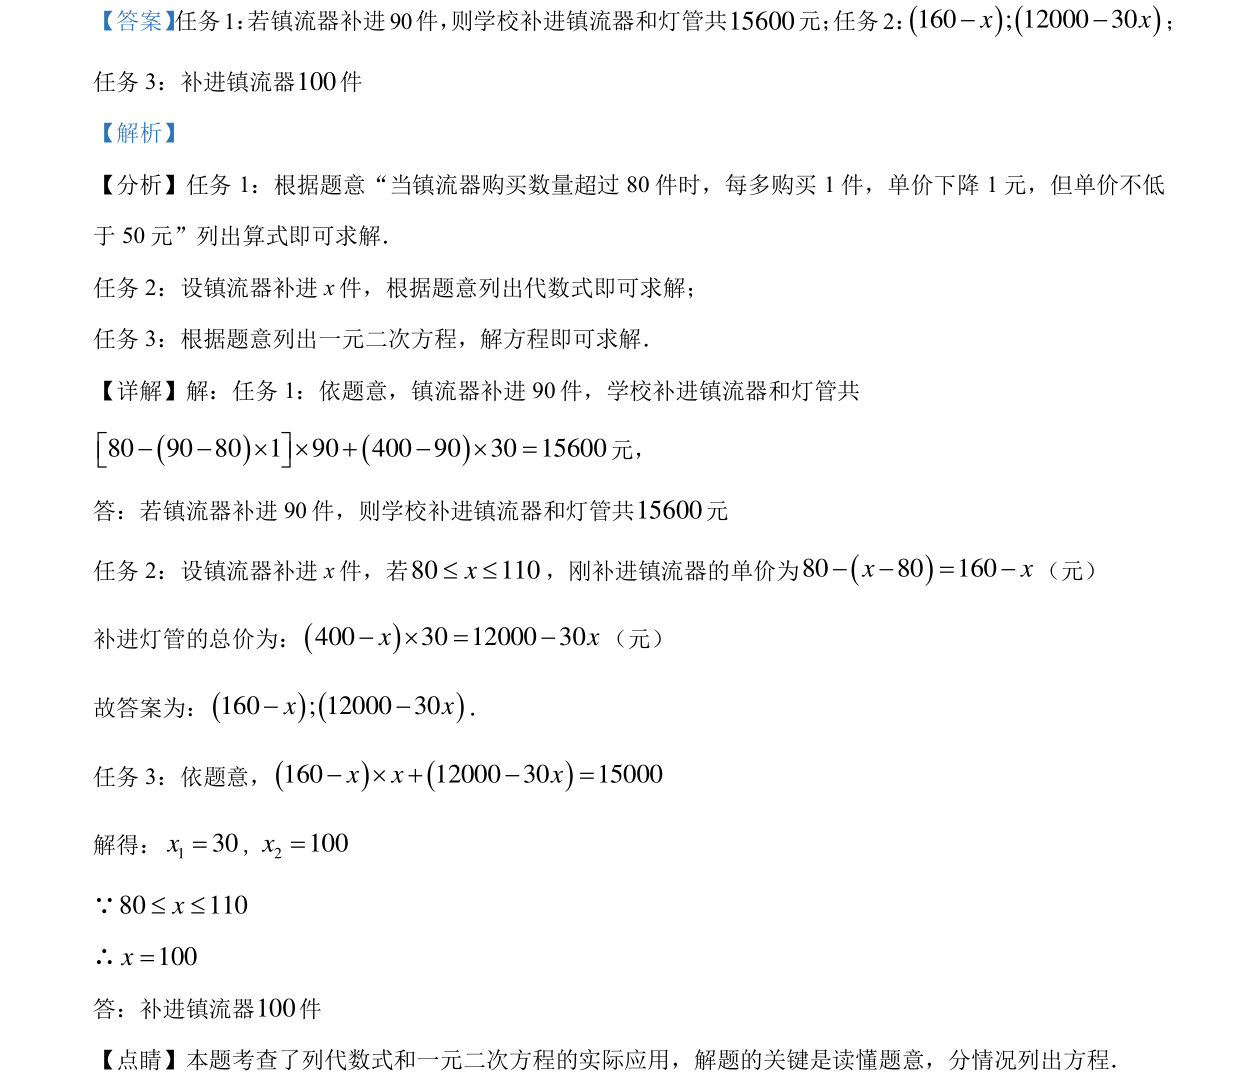 【答案】任务1：若镇流器补进90件，则学校补进镇流器和灯管共15600元；任务2：(160−x);(12000−30x)；
任务 3：补进镇流器100件
【解析】
【分析】任务 1：根据题意“当镇流器购买数量超过 80 件时，每多购买 1 件，单价下降 1 元，但单价不低
于 50 元”列出算式即可求解．
任务 2：设镇流器补进 x 件，根据题意列出代数式即可求解；
任务 3：根据题意列出一元二次方程，解方程即可求解．
【详解】解：任务 1：依题意，镇流器补进 90 件，学校补进镇流器和灯管共
[80−(90−80)×1]×90+(400−90)×30=15600元，
答：若镇流器补进 90 件，则学校补进镇流器和灯管共15600元
任务 2：设镇流器补进 x 件，若80≤x≤110，刚补进镇流器的单价为80−(x−80)=160−x（元）
补进灯管的总价为：(400−x)×30=12000−30x（元）
故答案为：(160−x);(12000−30x)．
任务 3：依题意，(160−x)×x+(12000−30x)=15000
解得：x₁=30，x₂=100
∵80≤x≤110
∴x=100
答：补进镇流器100件
【点睛】本题考查了列代数式和一元二次方程的实际应用，解题的关键是读懂题意，分情况列出方程．